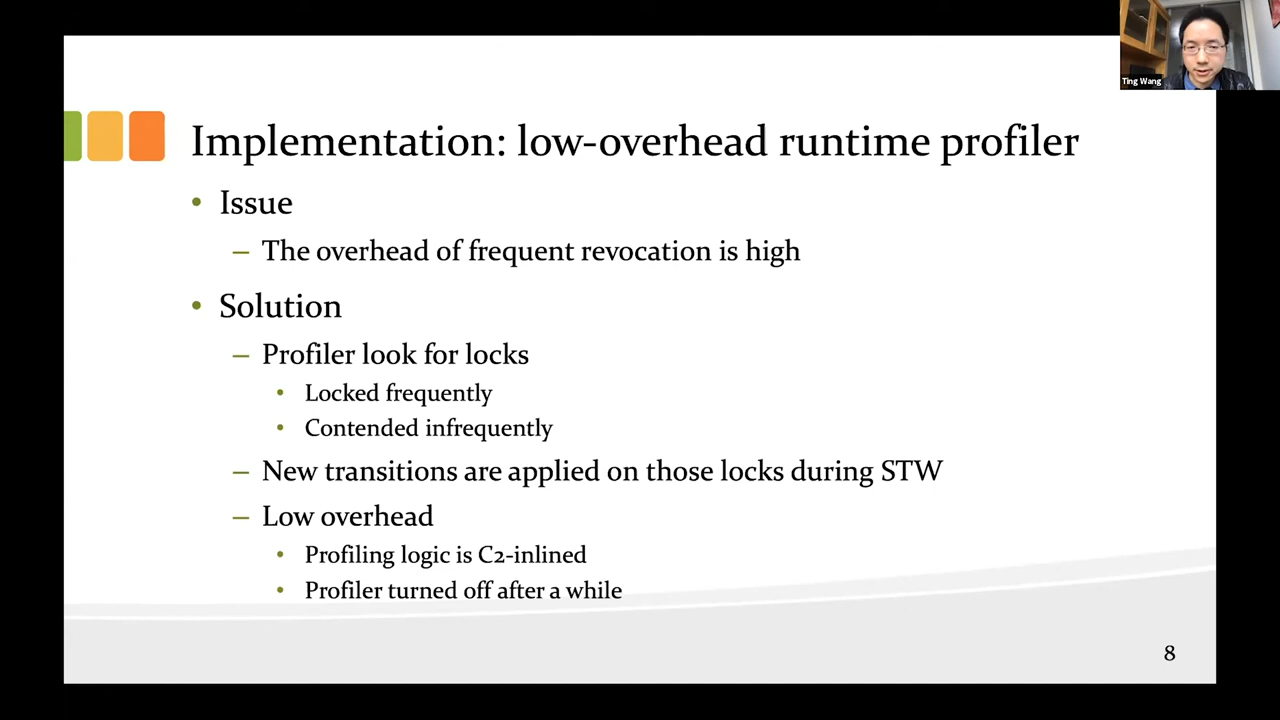 Ting Wang
Implementation: low-overhead runtime profiler
• Issue
– The overhead of frequent revocation is high
• Solution
– Profiler look for locks
• Locked frequently
• Contended infrequently
– New transitions are applied on those locks during STW
– Low overhead
• Profiling logic is C2-inlined
• Profiler turned off after a while
8